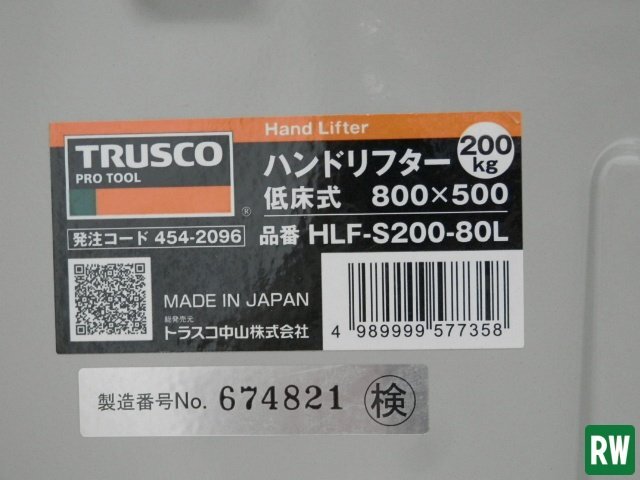 Hand Lifter
TRUSCO
PRO TOOL
®
ハンドリフター 200kg
低床式 800×500
発注コード 454-2096
品番 HLF-S200-80L
MADE IN JAPAN
総発売元
トラスコ中山株式会社
4 989999 577358
製造番号No. 674821 検
RW